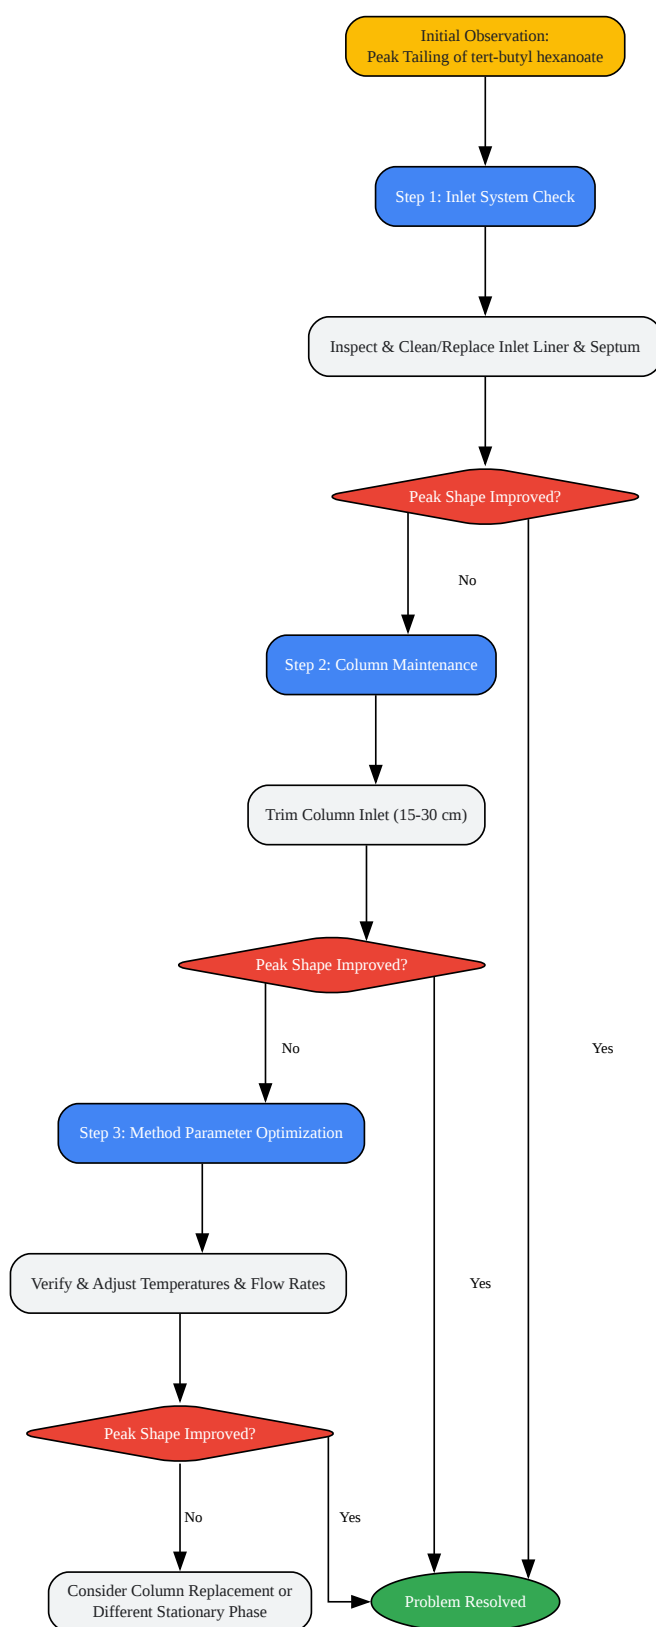 Initial Observation:
Peak Tailing of tert-butyl hexanoate
Step 1: Inlet System Check
Inspect & Clean/Replace Inlet Liner & Septum
Peak Shape Improved?
No
Step 2: Column Maintenance
Trim Column Inlet (15-30 cm)
Peak Shape Improved?
No
Yes
Step 3: Method Parameter Optimization
Verify & Adjust Temperatures & Flow Rates
Yes
Peak Shape Improved?
No
Yes
Consider Column Replacement or
Different Stationary Phase
Problem Resolved